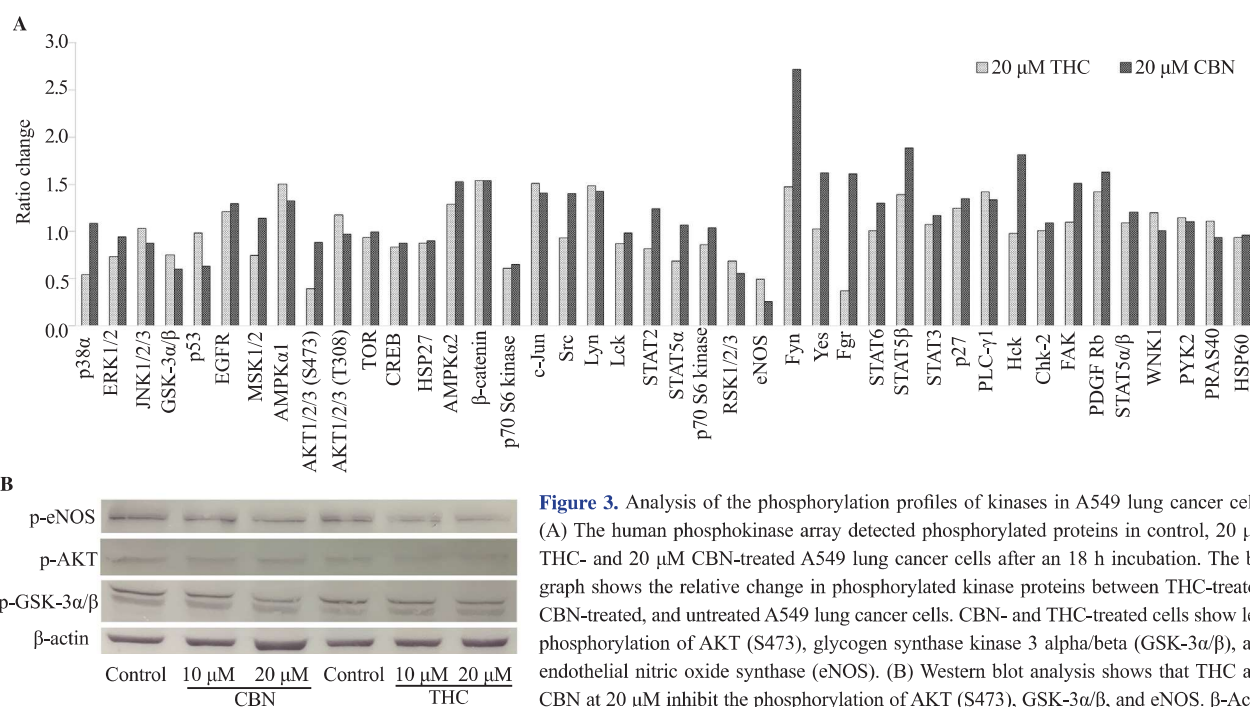 A
3.0
2.5
2.0
1.5
1.0
0.5
0.0
Ratio change
20 μM THC
20 μM CBN
p38α
ERK1/2
JNK1/2/3
GSK-3α/β
p53
EGFR
MSK1/2
AMPKα1
AKT1/2/3 (S473)
AKT1/2/3 (T308)
TOR
CREB
HSP27
AMPKα2
β-catenin
p70 S6 kinase
c-Jun
Src
Lyn
Lck
STAT2
STAT5α
p70 S6 kinase
RSK1/2/3
eNOS
Fyn
Yes
Fgr
STAT6
STAT5β
STAT3
p27
PLC-γ1
Hck
Chk-2
FAK
PDGF Rb
STAT5α/β
WNK1
PYK2
PRAS40
HSP60
B
p-eNOS
p-AKT
p-GSK-3α/β
β-actin
Control 10 μM 20 μM Control 10 μM 20 μM
CBN THC
Figure 3. Analysis of the phosphorylation profiles of kinases in A549 lung cancer cel
(A) The human phosphokinase array detected phosphorylated proteins in control, 20 μ
THC- and 20 μM CBN-treated A549 lung cancer cells after an 18 h incubation. The b
graph shows the relative change in phosphorylated kinase proteins between THC-treate
CBN-treated, and untreated A549 lung cancer cells. CBN- and THC-treated cells show le
phosphorylation of AKT (S473), glycogen synthase kinase 3 alpha/beta (GSK-3α/β), a
endothelial nitric oxide synthase (eNOS). (B) Western blot analysis shows that THC a
CBN at 20 μM inhibit the phosphorylation of AKT (S473), GSK-3α/β, and eNOS. β-Ac